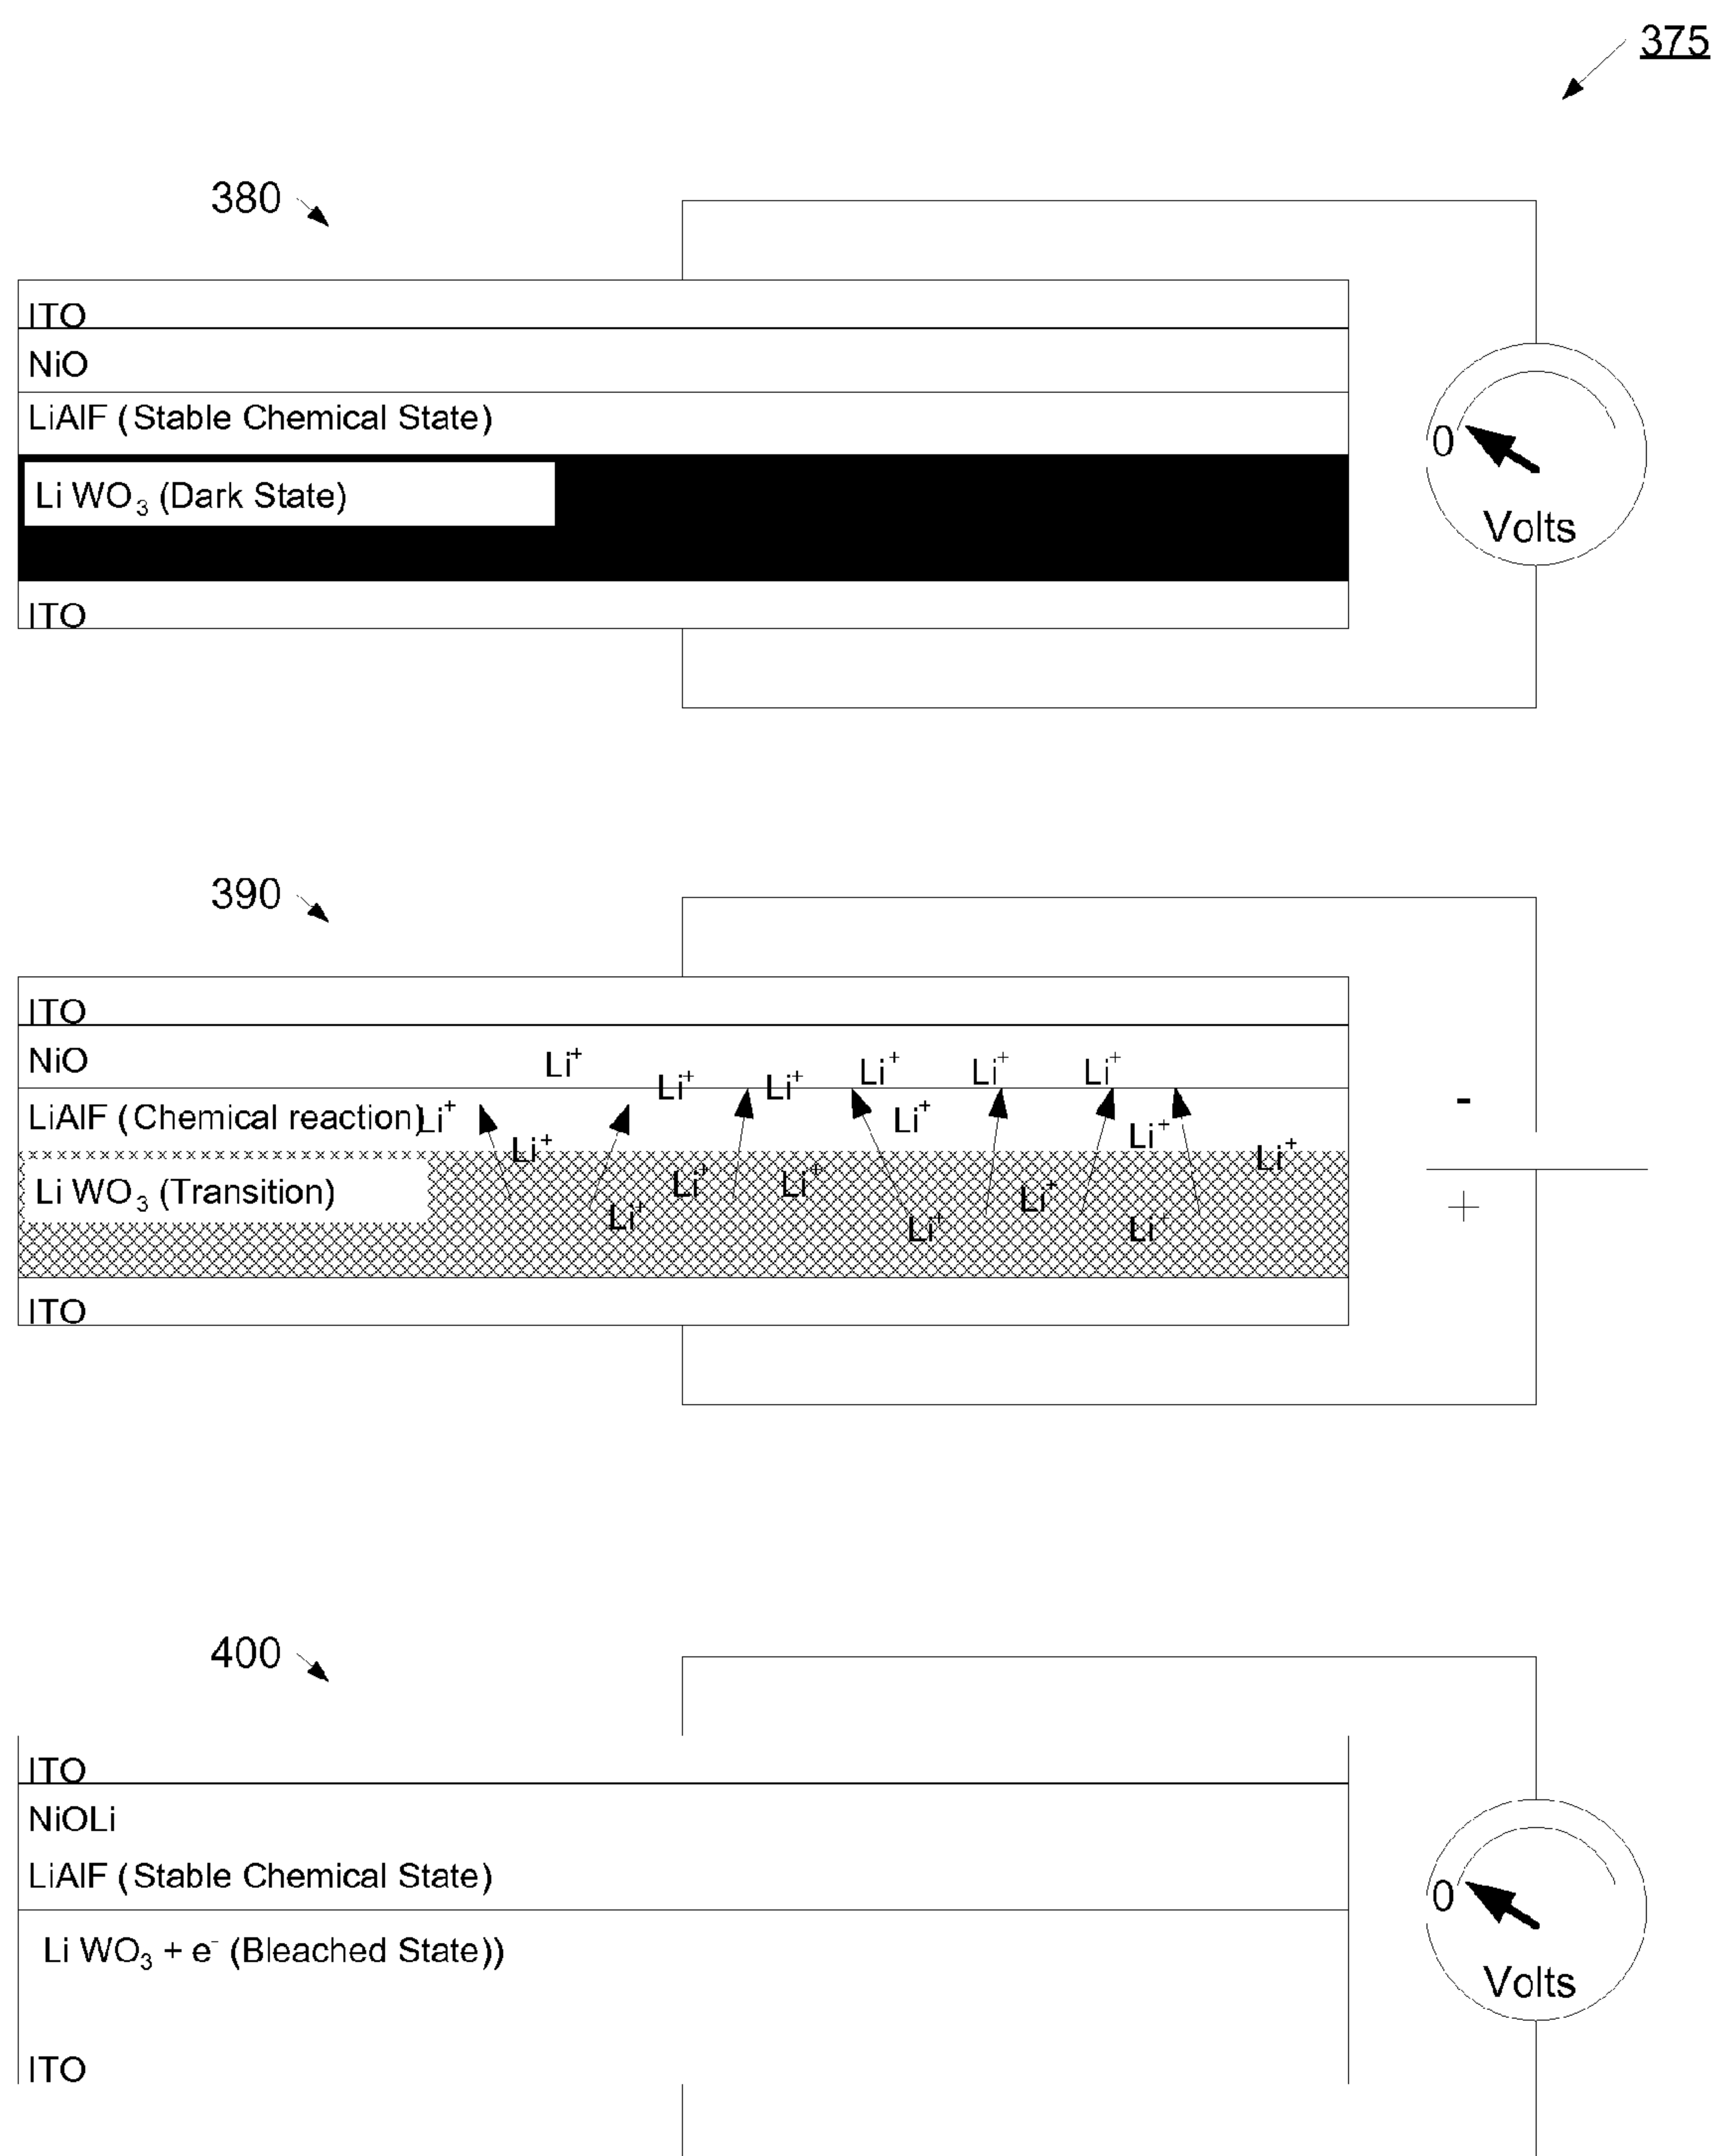 375
380
ITO
NiO
LiAlF (Stable Chemical State)
Li WO₃ (Dark State)
ITO
0
Volts
390
ITO
NiO
Li⁺ Li⁺ Li⁺ Li⁺ Li⁺ Li⁺
LiAlF (Chemical reaction)
Li⁺ Li⁺ Li⁺ Li⁺ Li⁺
-
Li WO₃ (Transition)
Li⁺ Li⁺ Li⁺ Li⁺ Li⁺ Li⁺
+
ITO
400
ITO
NiOLi
LiAlF (Stable Chemical State)
Li WO₃ + e⁻ (Bleached State))
ITO
0
Volts